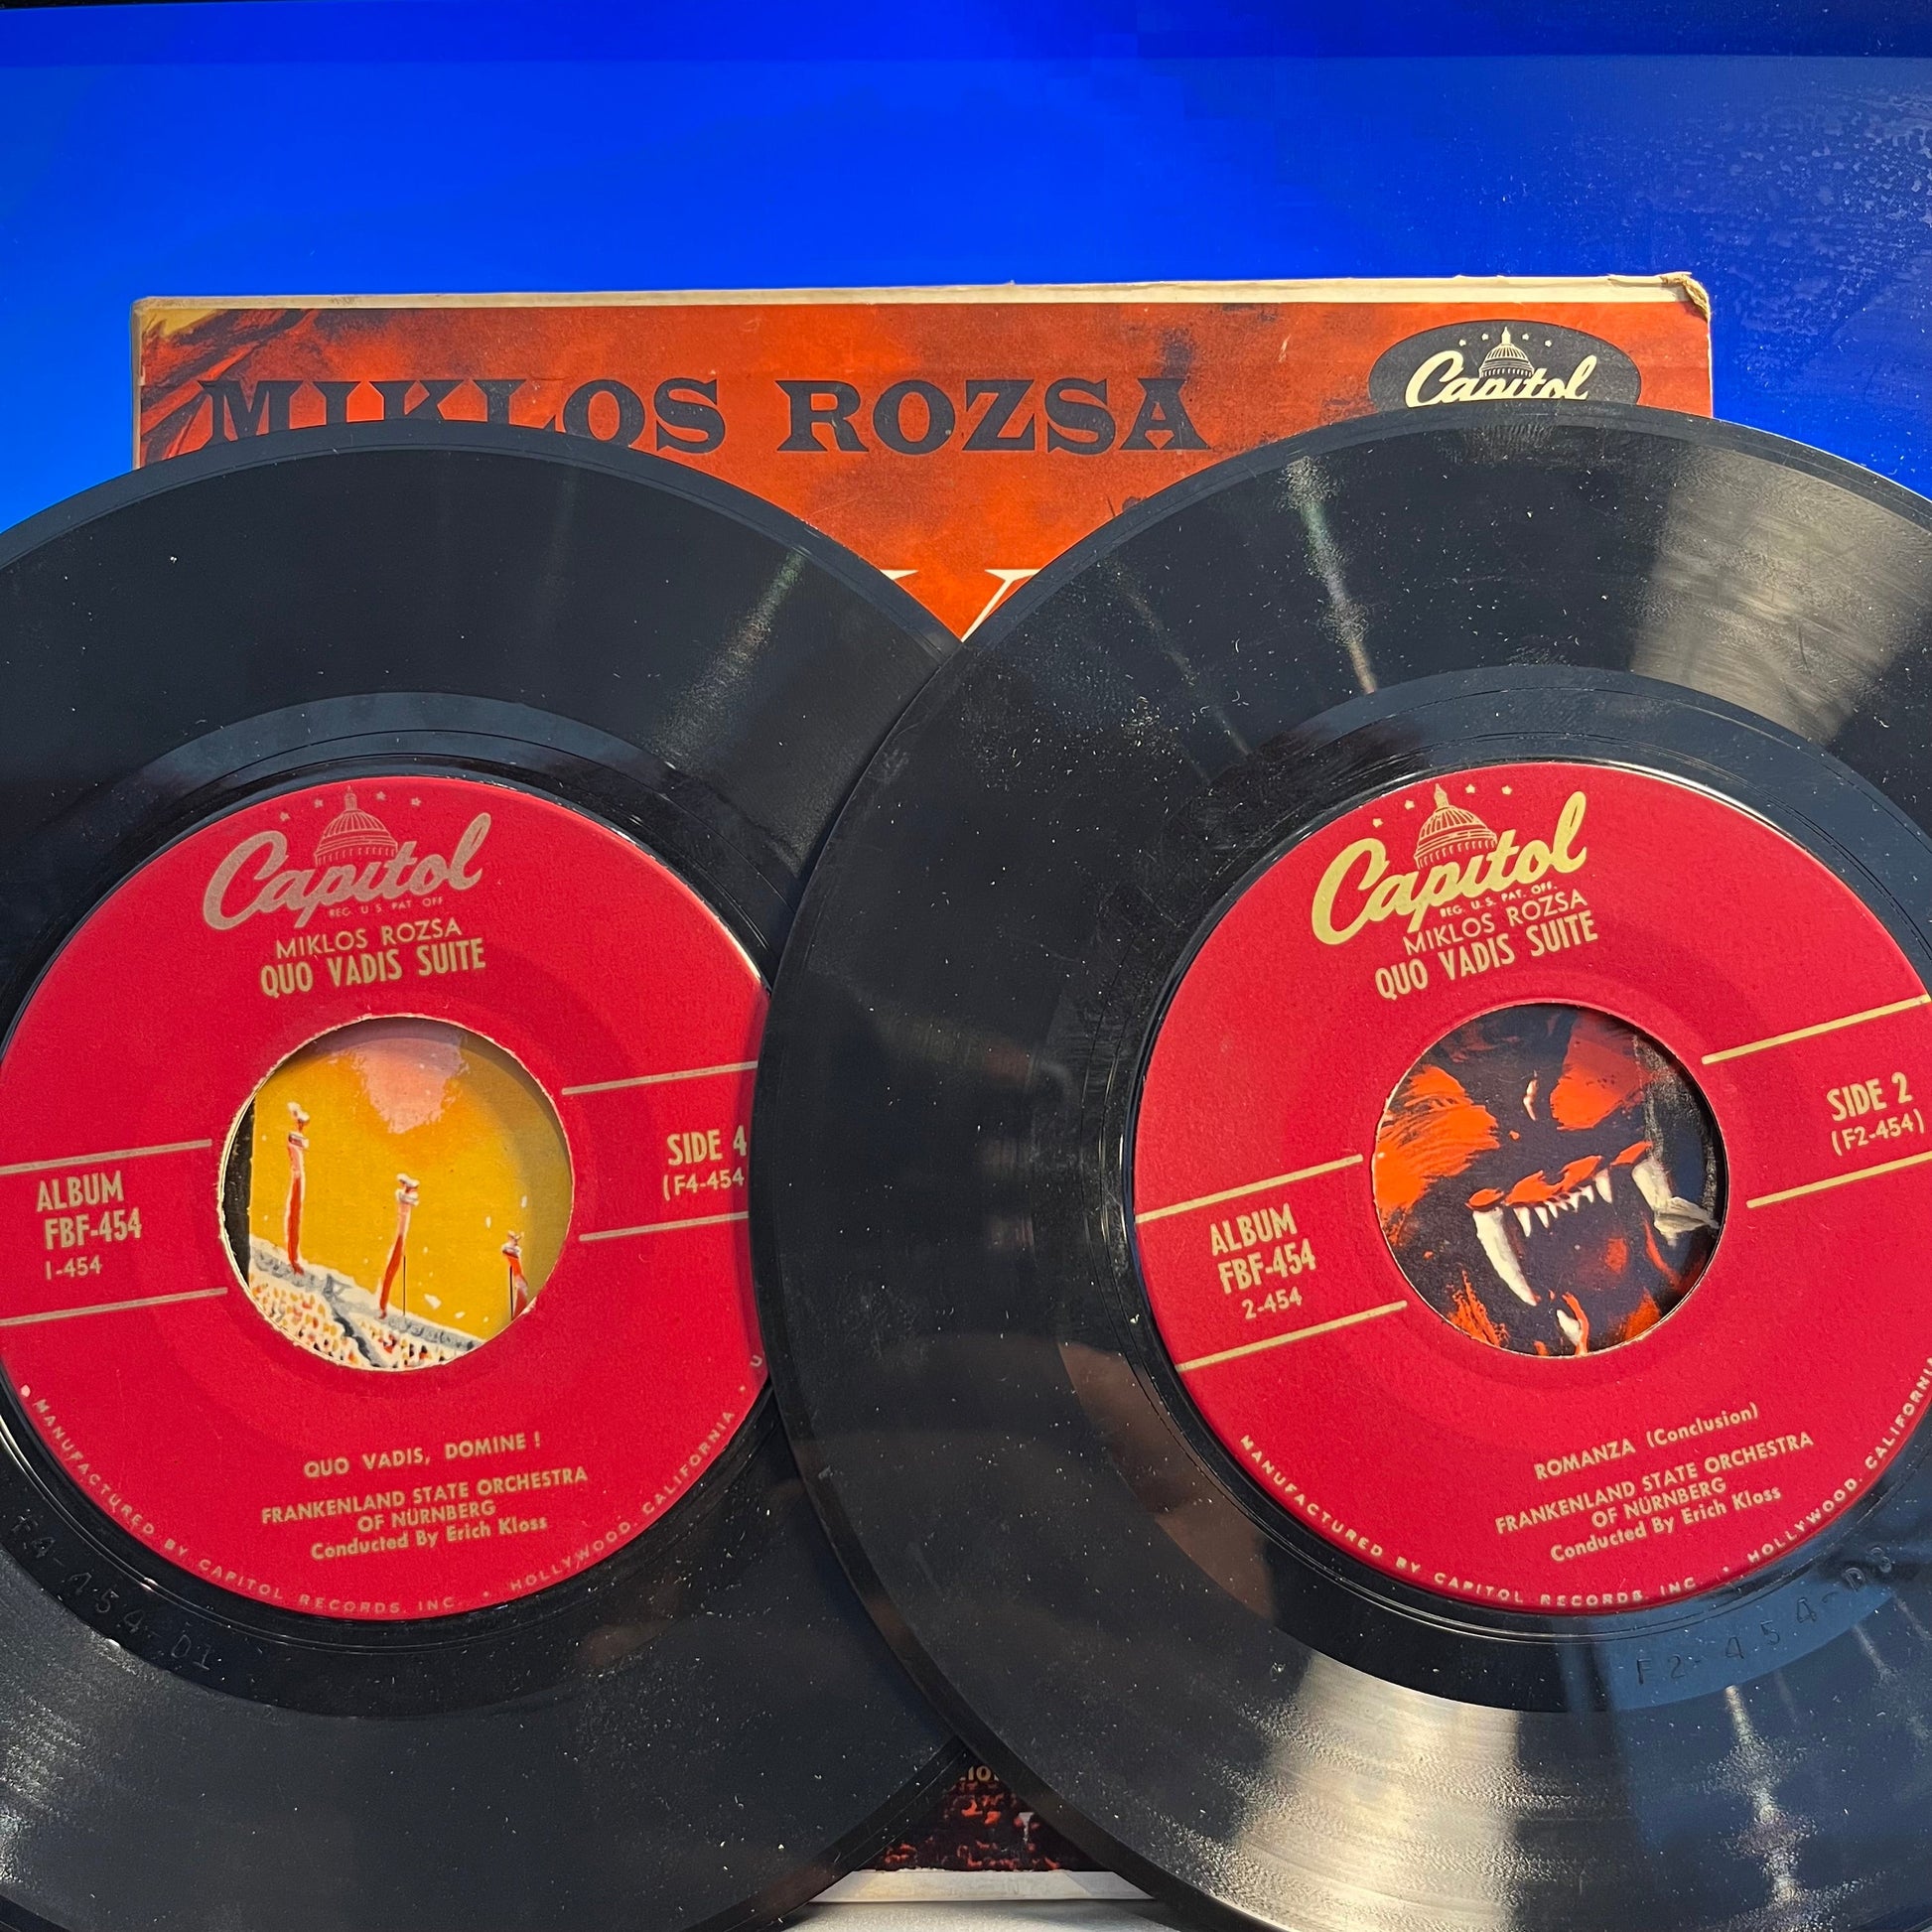 MIKLOS ROZSA
Capitol
Capitol
REG. U.S. PAT. OFF
MIKLOS ROZSA
QUO VADIS SUITE
SIDE 4
(F4-454
ALBUM
FBF-454
1-454
QUO VADIS, DOMINE!
FRANKENLAND STATE ORCHESTRA
OF NÜRNBERG
Conducted By Erich Kloss
MANUFACTURED BY CAPITOL RECORDS, INC. • HOLLYWOOD, CALIFORNIA • U
F4-454-D1
Capitol
REG. U.S. PAT. OFF.
MIKLOS ROZSA
QUO VADIS SUITE
SIDE 2
(F2-454)
ALBUM
FBF-454
2-454
ROMANZA (Conclusion)
FRANKENLAND STATE ORCHESTRA
OF NÜRNBERG
Conducted By Erich Kloss
MANUFACTURED BY CAPITOL RECORDS, INC. • HOLLYWOOD, CALIFORNI
F2-454-D8